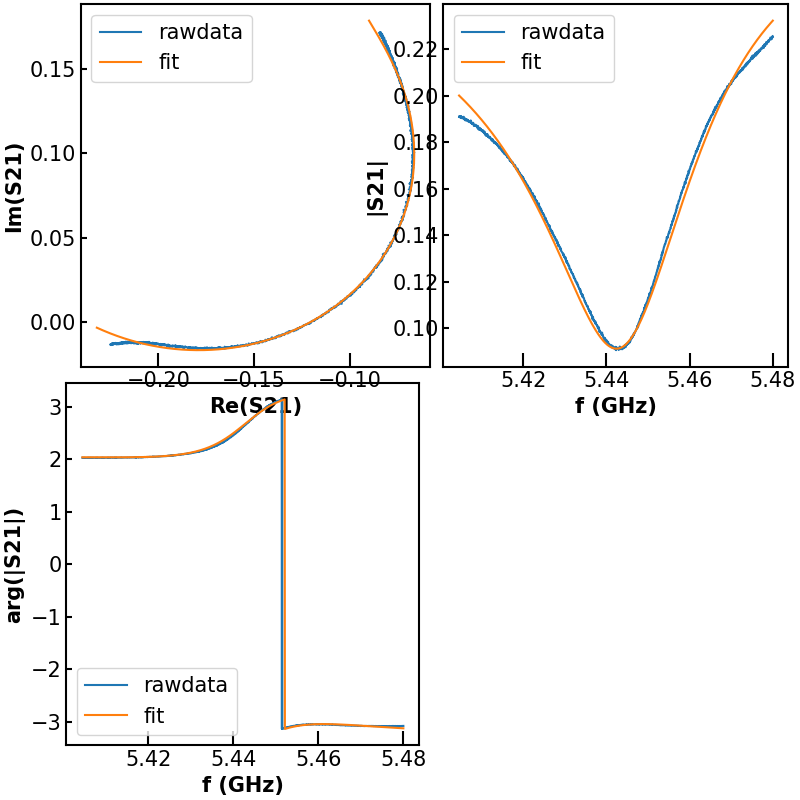 rawdata
fit
0.15
0.10
0.05
0.00
Im(S21)
−0.20
−0.15
−0.10
Re(S21)
rawdata
fit
0.22
0.20
0.18
0.16
0.14
0.12
0.10
|S21|
5.42
5.44
5.46
5.48
f (GHz)
3
2
1
0
−1
−2
−3
arg(|S21|)
rawdata
fit
5.42
5.44
5.46
5.48
f (GHz)